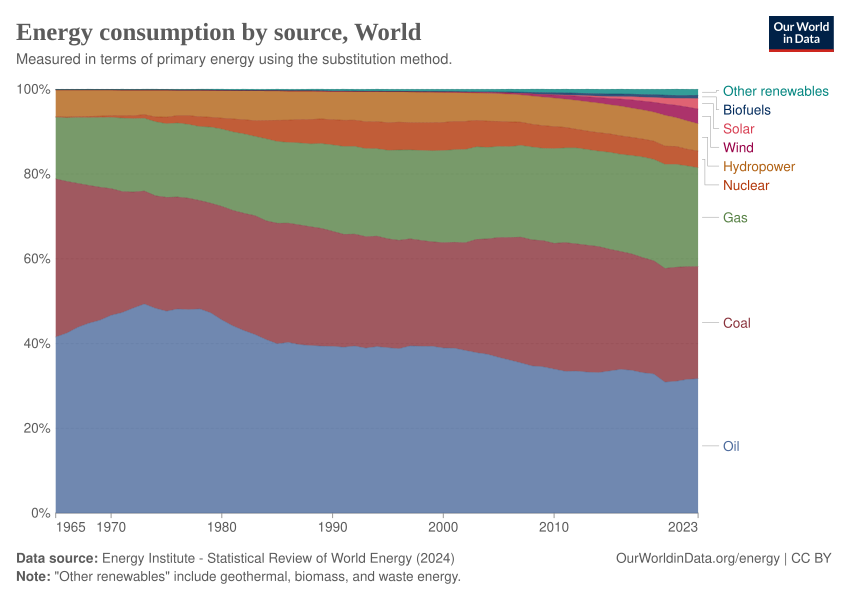 Energy consumption by source, World
Measured in terms of primary energy using the substitution method.
Our World
in Data
100%
80%
60%
40%
20%
0%
1965
1970
1980
1990
2000
2010
2023
Other renewables
Biofuels
Solar
Wind
Hydropower
Nuclear
Gas
Coal
Oil
Data source: Energy Institute - Statistical Review of World Energy (2024)
OurWorldinData.org/energy | CC BY
Note: "Other renewables" include geothermal, biomass, and waste energy.